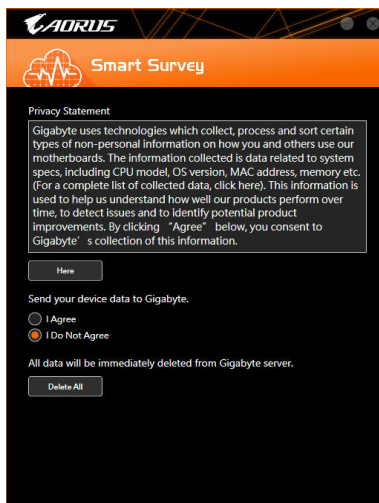 AORUS
Smart Survey
Privacy Statement
Gigabyte uses technologies which collect, process and sort certain
types of non-personal information on how you and others use our
motherboards. The information collected is data related to system
specs, including CPU model, OS version, MAC address, memory etc.
(For a complete list of collected data, click here). This information is
used to help us understand how well our products perform over
time, to detect issues and to identify potential product
improvements. By clicking “Agree” below, you consent to
Gigabyte’ s collection of this information.
Here
Send your device data to Gigabyte.
I Agree
I Do Not Agree
All data will be immediately deleted from Gigabyte server.
Delete All